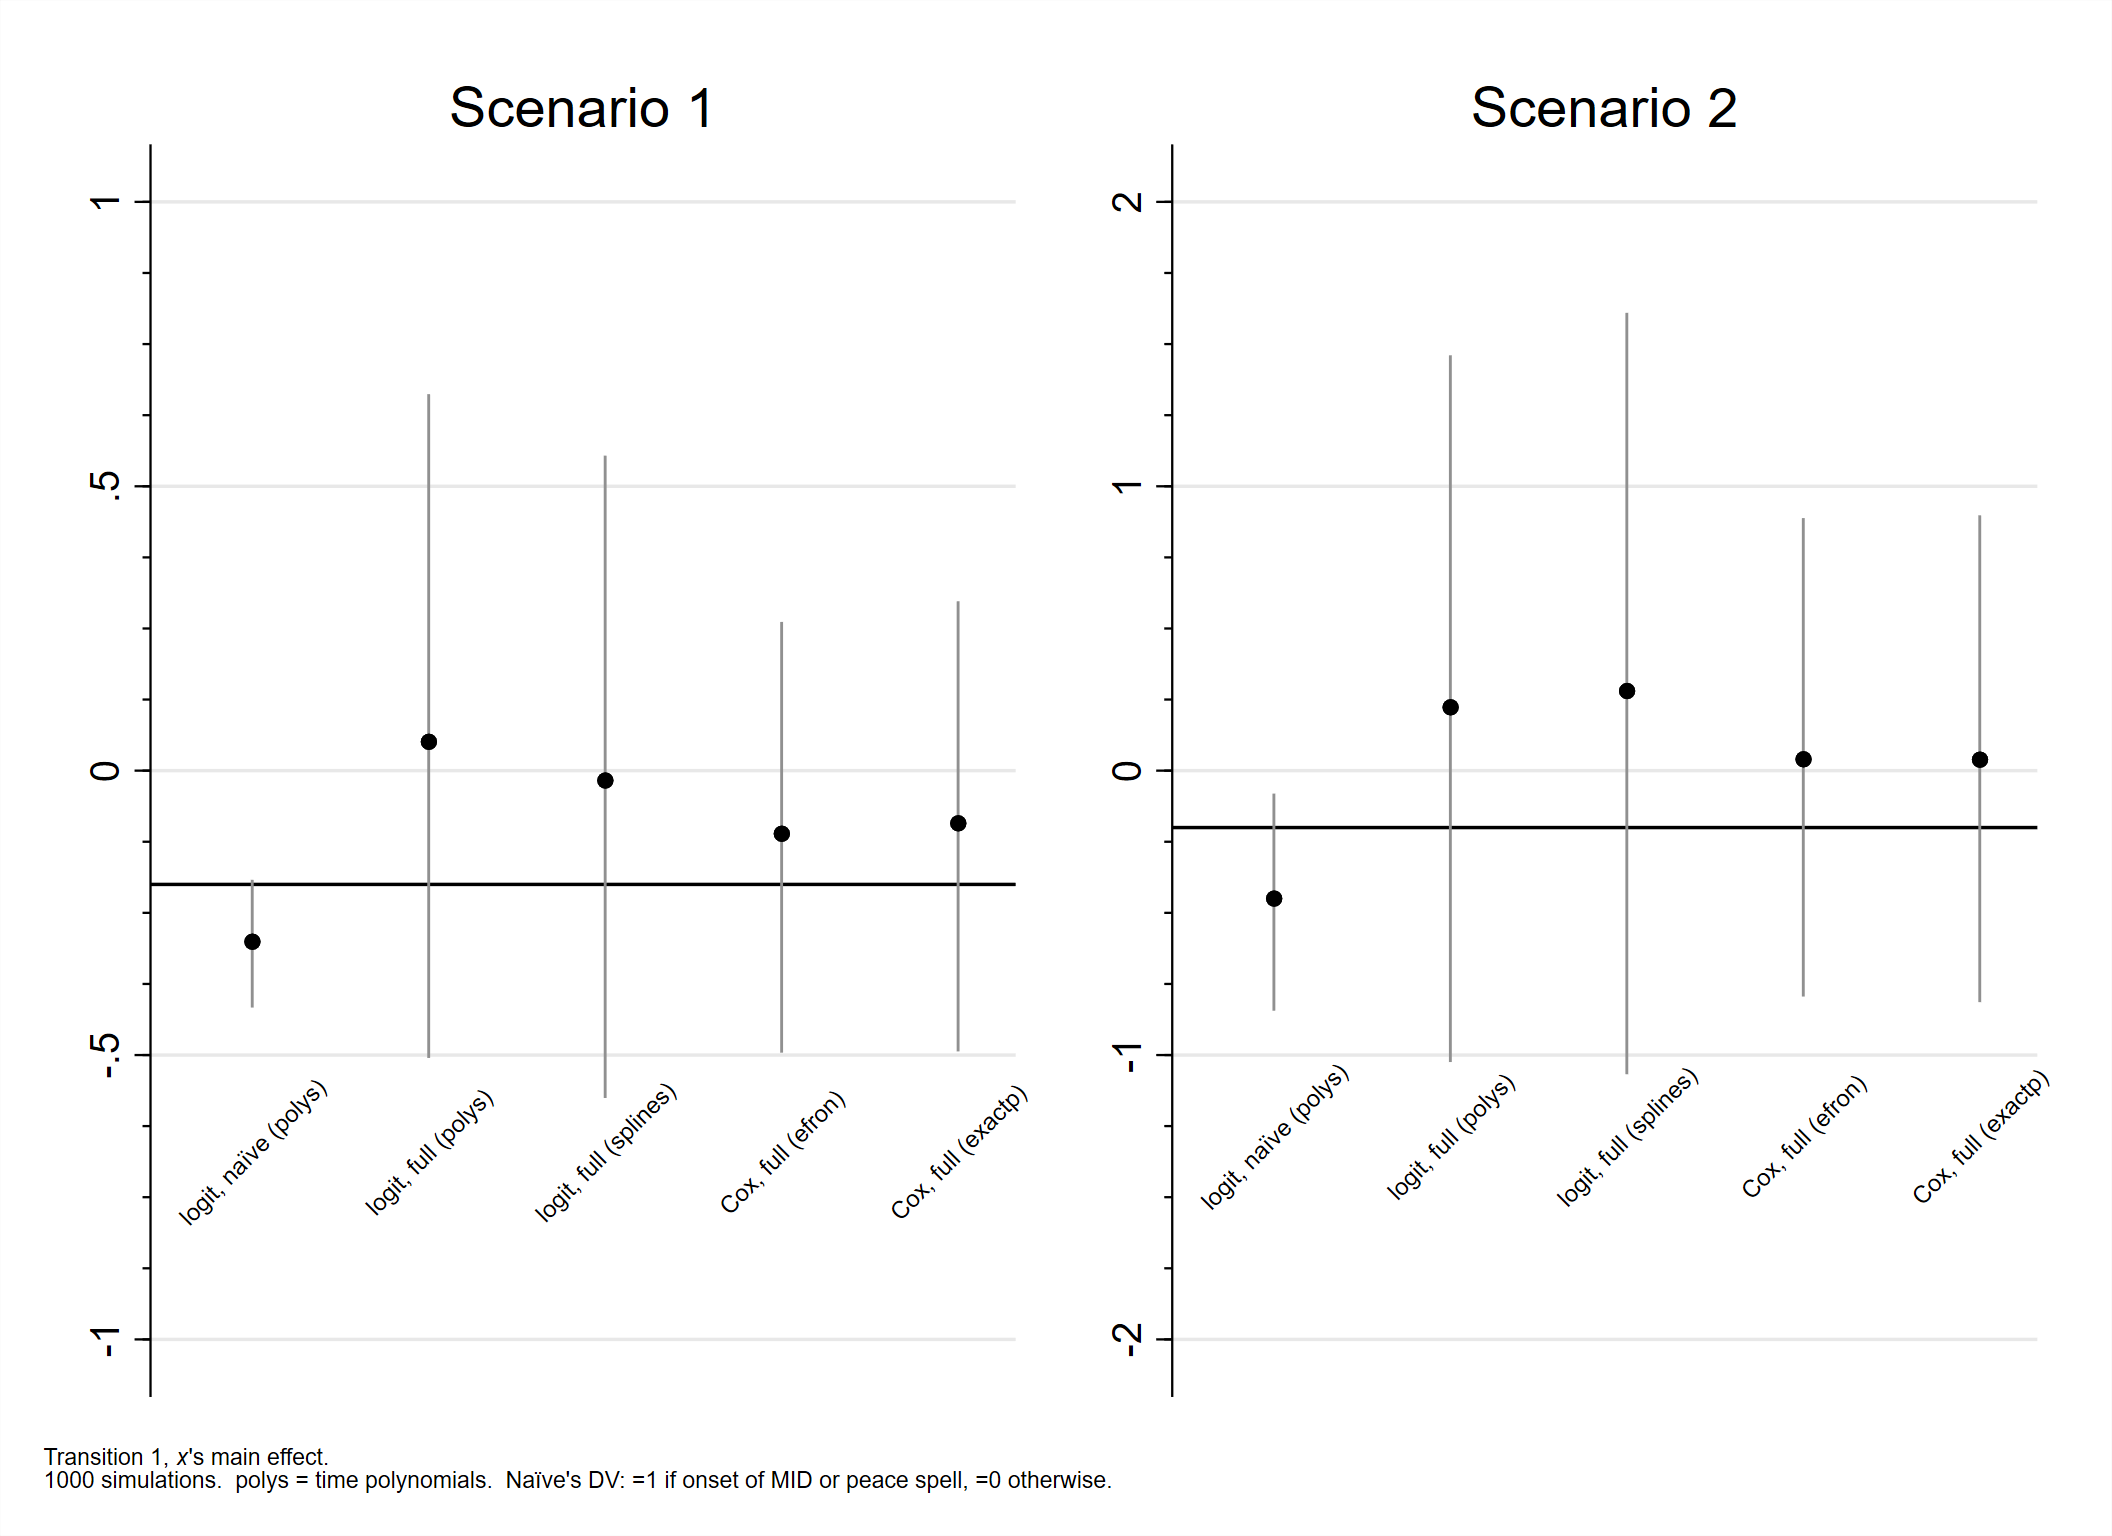 Scenario 1
1
.5
0
-.5
-1
logit, naïve (polys)
logit, full (polys)
logit, full (splines)
Cox, full (efron)
Cox, full (exactp)
Scenario 2
2
1
0
-1
-2
logit, naïve (polys)
logit, full (polys)
logit, full (splines)
Cox, full (efron)
Cox, full (exactp)
Transition 1, x's main effect.
1000 simulations.  polys = time polynomials.  Naïve's DV: =1 if onset of MID or peace spell, =0 otherwise.